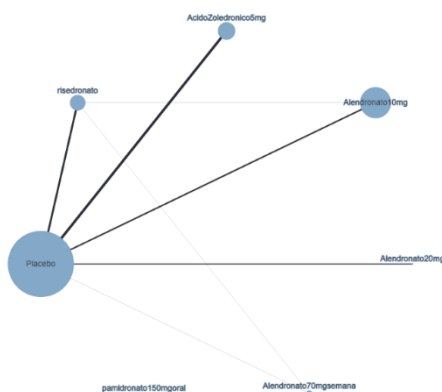 AcidoZoledronico5mg
risedronato
Alendronato10mg
Placebo
Alendronato20mg
pamidronato150mgoral
Alendronato70mgsemana